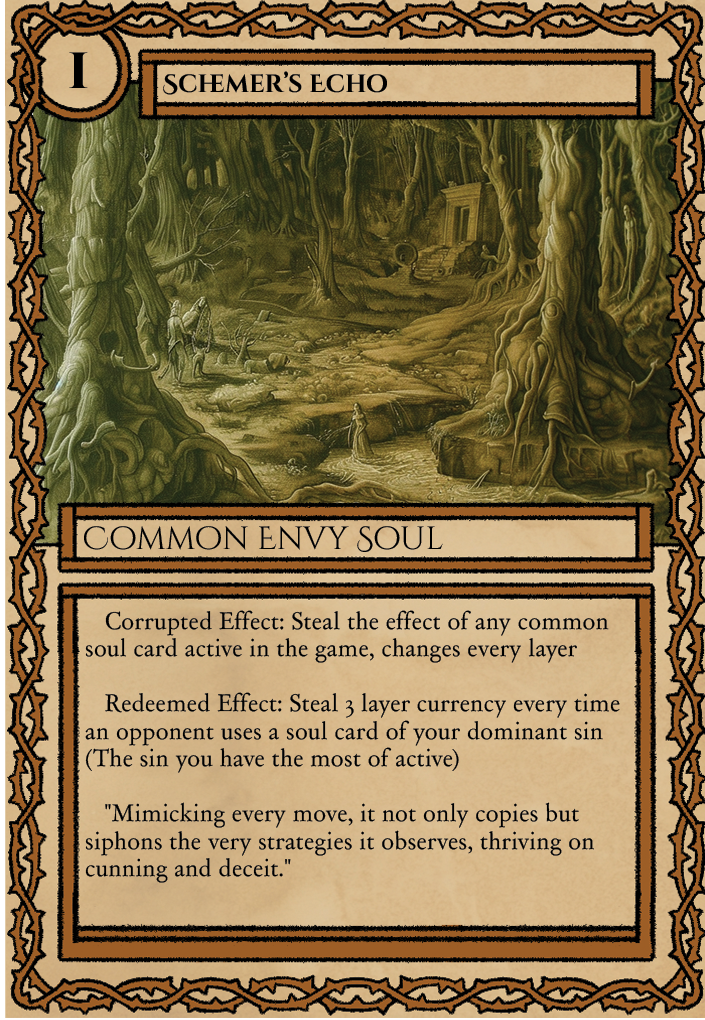 I
Schemer's Echo
Common Envy Soul
Corrupted Effect: Steal the effect of any common
soul card active in the game, changes every layer
Redeemed Effect: Steal 3 layer currency every time
an opponent uses a soul card of your dominant sin
(The sin you have the most of active)
"Mimicking every move, it not only copies but
siphons the very strategies it observes, thriving on
cunning and deceit."